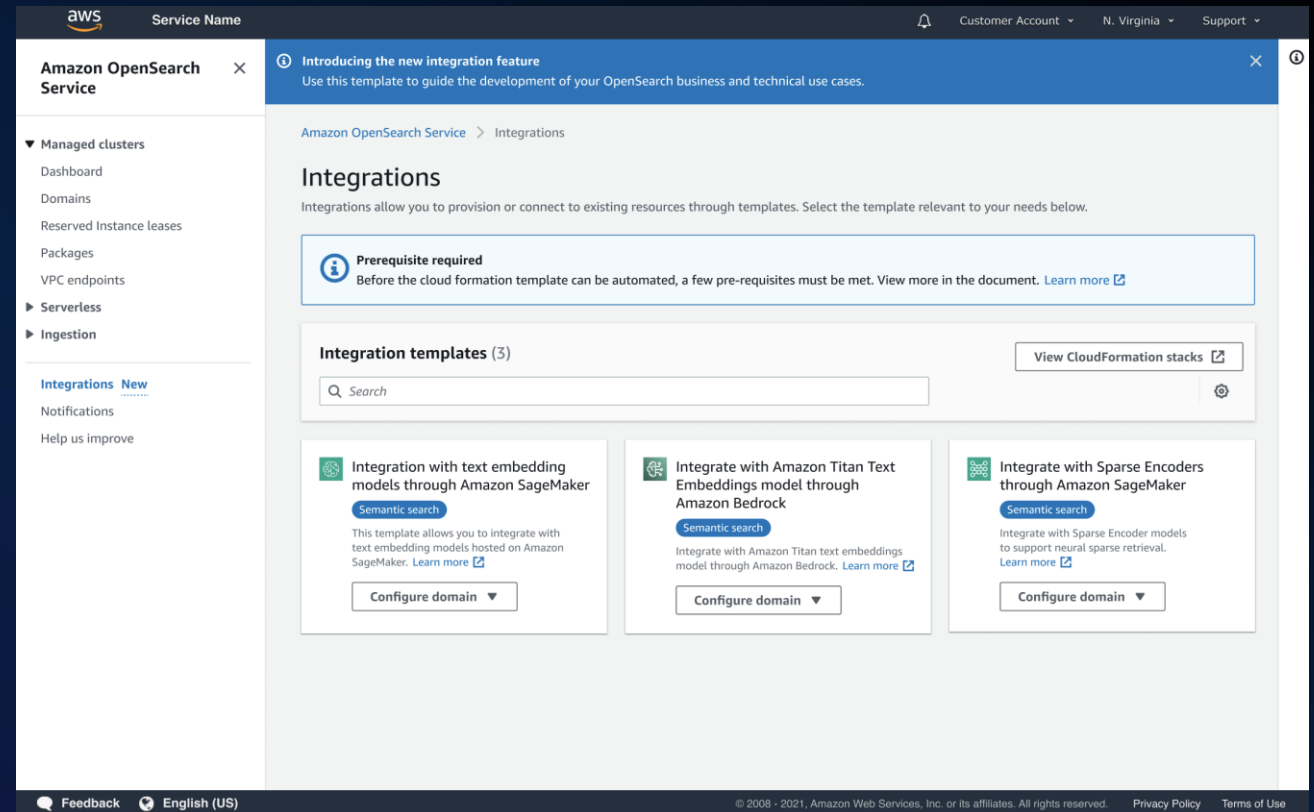 aws Service Name Customer Account N. Virginia Support
Amazon OpenSearch
Service
Managed clusters
Dashboard
Domains
Reserved Instance leases
Packages
VPC endpoints
Serverless
Ingestion
Integrations New
Notifications
Help us improve
Introducing the new integration feature
Use this template to guide the development of your OpenSearch business and technical use cases.
Amazon OpenSearch Service > Integrations
Integrations
Integrations allow you to provision or connect to existing resources through templates. Select the template relevant to your needs below.
Prerequisite required
Before the cloud formation template can be automated, a few pre-requisites must be met. View more in the document. Learn more
Integration templates (3)
View CloudFormation stacks
Search
Integration with text embedding
models through Amazon SageMaker
Semantic search
This template allows you to integrate with
text embedding models hosted on Amazon
SageMaker. Learn more
Configure domain
Integrate with Amazon Titan Text
Embeddings model through
Amazon Bedrock
Semantic search
Integrate with Amazon Titan text embeddings
model through Amazon Bedrock. Learn more
Configure domain
Integrate with Sparse Encoders
through Amazon SageMaker
Semantic search
Integrate with Sparse Encoder models
to support neural sparse retrieval.
Learn more
Configure domain
Feedback English (US) © 2008 - 2021, Amazon Web Services, Inc. or its affiliates. All rights reserved. Privacy Policy Terms of Use